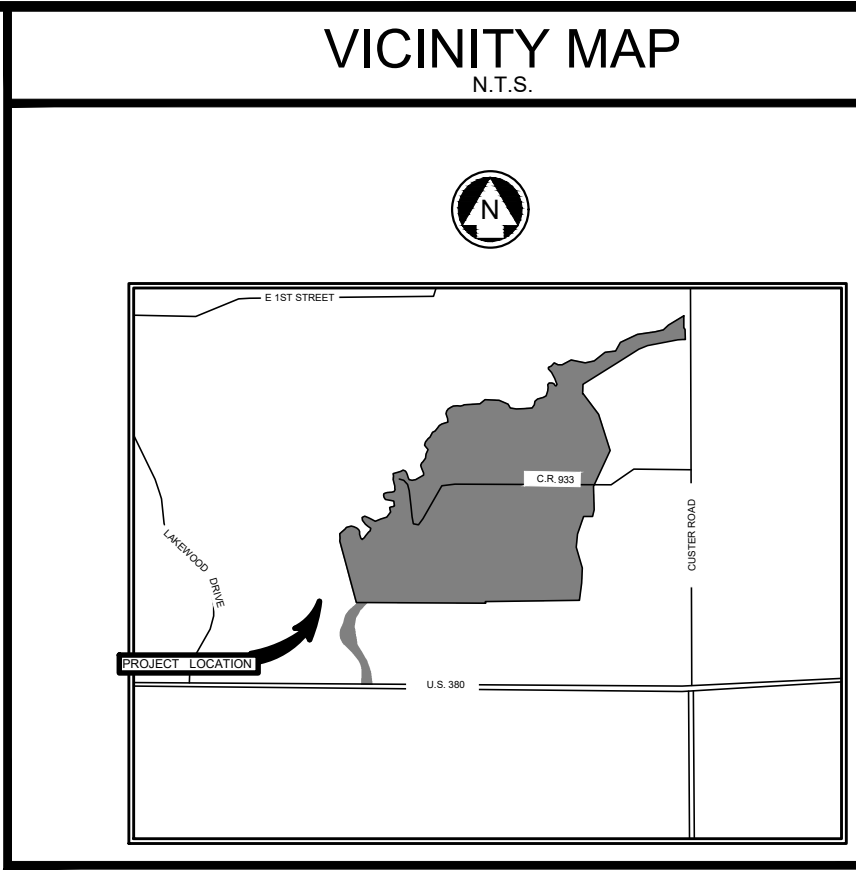 VICINITY MAP
N.T.S.
N
E 1ST STREET
C.R. 933
CUSTER ROAD
LAKEWOOD DRIVE
PROJECT LOCATION
U.S. 380